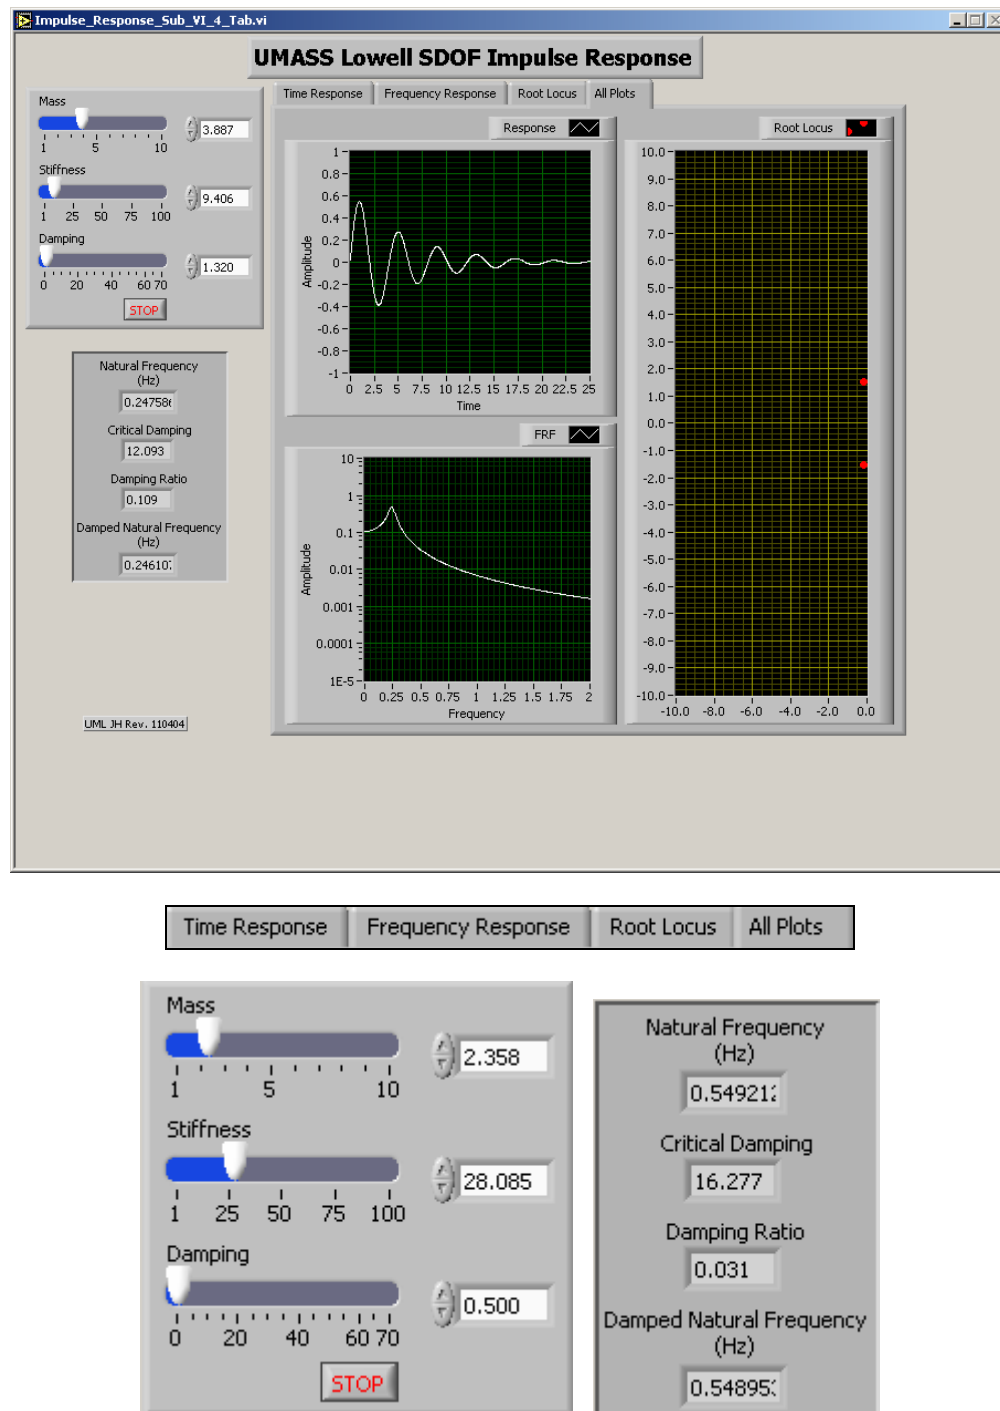 Impulse_Response_Sub_VI_4_Tab.vi
UMASS Lowell SDOF Impulse Response
Time Response Frequency Response Root Locus All Plots
Mass
3.887
1 5 10
Stiffness
9.406
1 25 50 75 100
Damping
1.320
0 20 40 60 70
STOP
Natural Frequency
(Hz)
0.24758
Critical Damping
12.093
Damping Ratio
0.109
Damped Natural Frequency
(Hz)
0.24610
UML JH Rev. 110404
Response
1
0.8
0.6
0.4
0.2
0
-0.2
-0.4
-0.6
-0.8
-1
Amplitude
0 2.5 5 7.5 10 12.5 15 17.5 20 22.5 25
Time
FRF
10
1
0.1
0.01
0.001
0.0001
1E-5
Amplitude
0 0.25 0.5 0.75 1 1.25 1.5 1.75 2
Frequency
Root Locus
10.0
9.0
8.0
7.0
6.0
5.0
4.0
3.0
2.0
1.0
0.0
-1.0
-2.0
-3.0
-4.0
-5.0
-6.0
-7.0
-8.0
-9.0
-10.0
-10.0 -8.0 -6.0 -4.0 -2.0 0.0
Time Response Frequency Response Root Locus All Plots
Mass
2.358
1 5 10
Stiffness
28.085
1 25 50 75 100
Damping
0.500
0 20 40 60 70
STOP
Natural Frequency
(Hz)
0.54921
Critical Damping
16.277
Damping Ratio
0.031
Damped Natural Frequency
(Hz)
0.54895